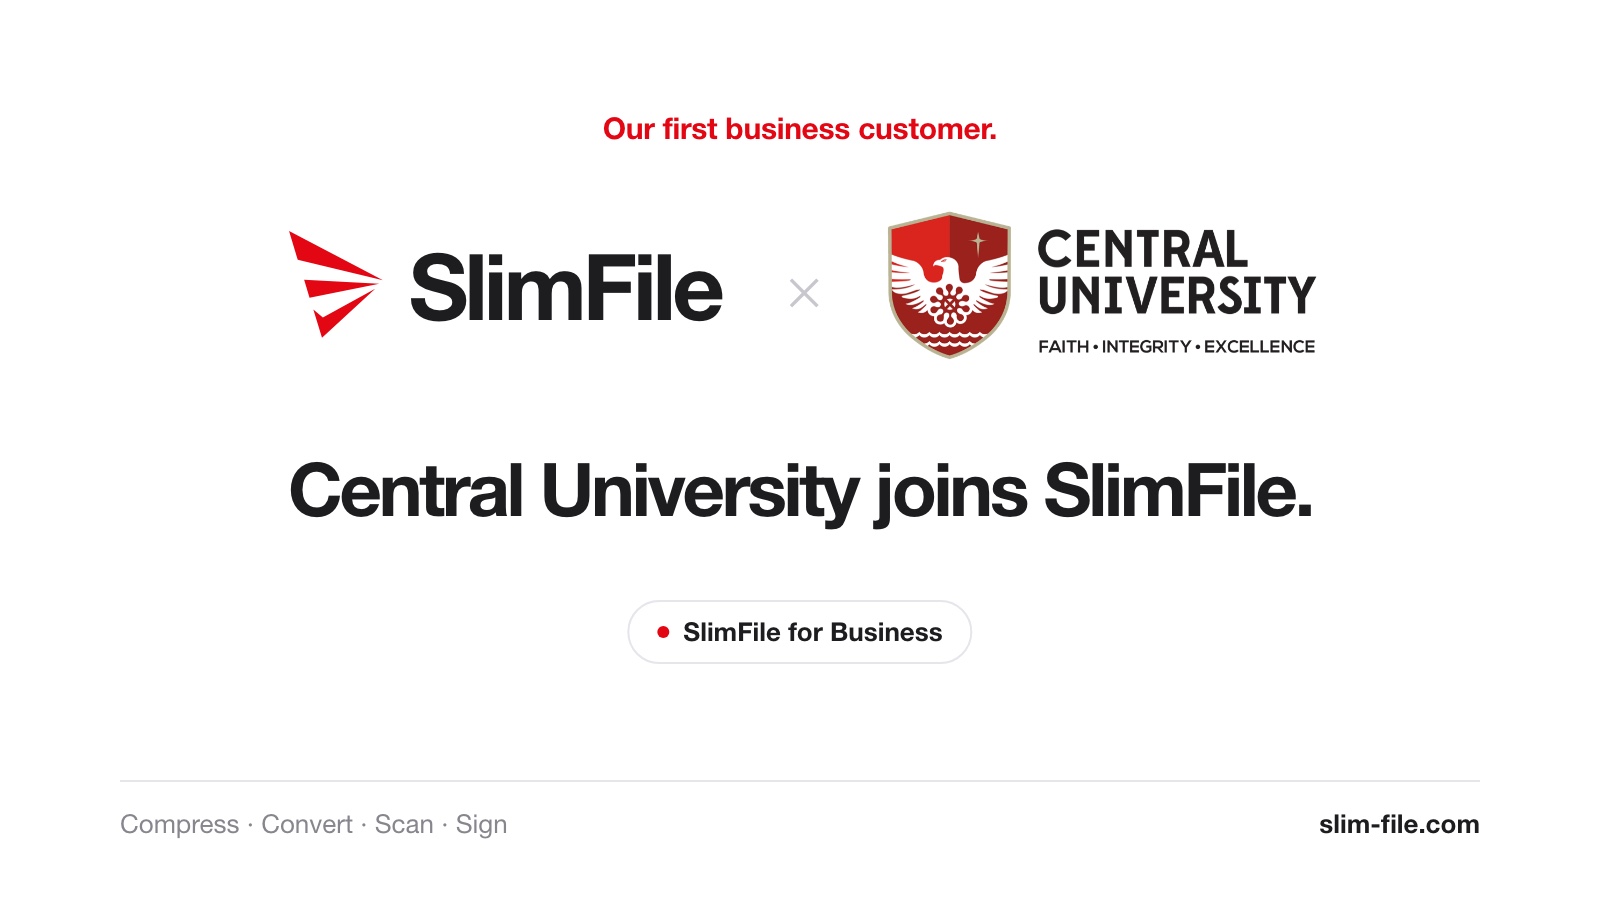 Our first business customer.
SlimFile
CENTRAL
UNIVERSITY
FAITH • INTEGRITY • EXCELLENCE
Central University joins SlimFile.
SlimFile for Business
Compress · Convert · Scan · Sign
slim-file.com